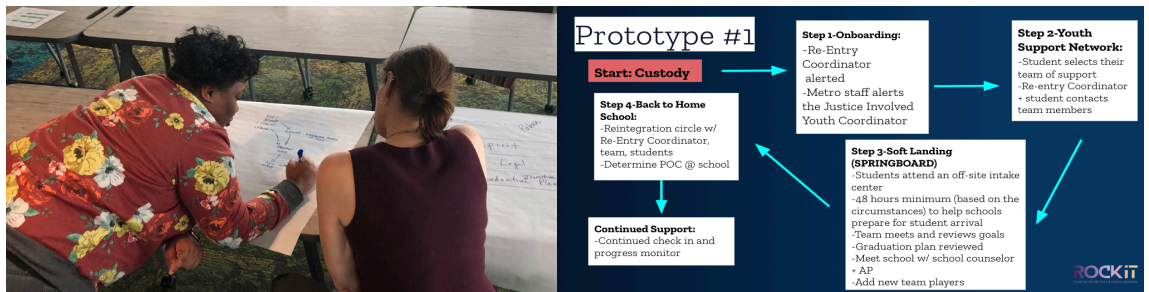 Legal
Prototype #1
Start: Custody
Step 1-Onboarding:
-Re-Entry
Coordinator
alerted
-Metro staff alerts
the Justice Involved
Youth Coordinator
Step 2-Youth
Support Network:
-Student selects their
team of support
-Re-entry Coordinator
+ student contacts
team members
Step 3-Soft Landing
(SPRINGBOARD)
-Students attend an off-site intake
center
-48 hours minimum (based on the
circumstances) to help schools
prepare for student arrival
-Team meets and reviews goals
-Graduation plan reviewed
-Meet school w/ school counselor
+ AP
-Add new team players
Step 4-Back to Home
School:
-Reintegration circle w/
Re-Entry Coordinator,
team, students
-Determine POC @ school
Continued Support:
-Continued check in and
progress monitor
ROCKiT